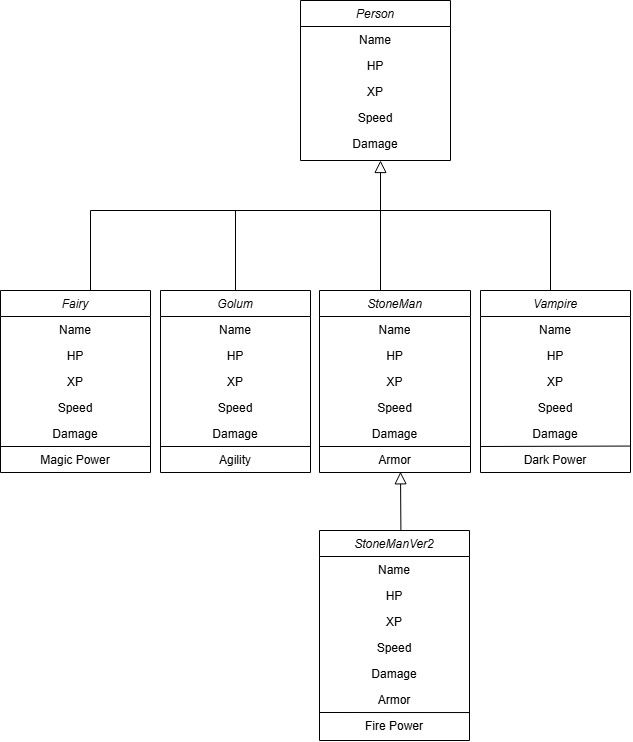 Person
Name
HP
XP
Speed
Damage
Fairy
Name
HP
XP
Speed
Damage
Magic Power
Golum
Name
HP
XP
Speed
Damage
Agility
StoneMan
Name
HP
XP
Speed
Damage
Armor
Vampire
Name
HP
XP
Speed
Damage
Dark Power
StoneManVer2
Name
HP
XP
Speed
Damage
Armor
Fire Power